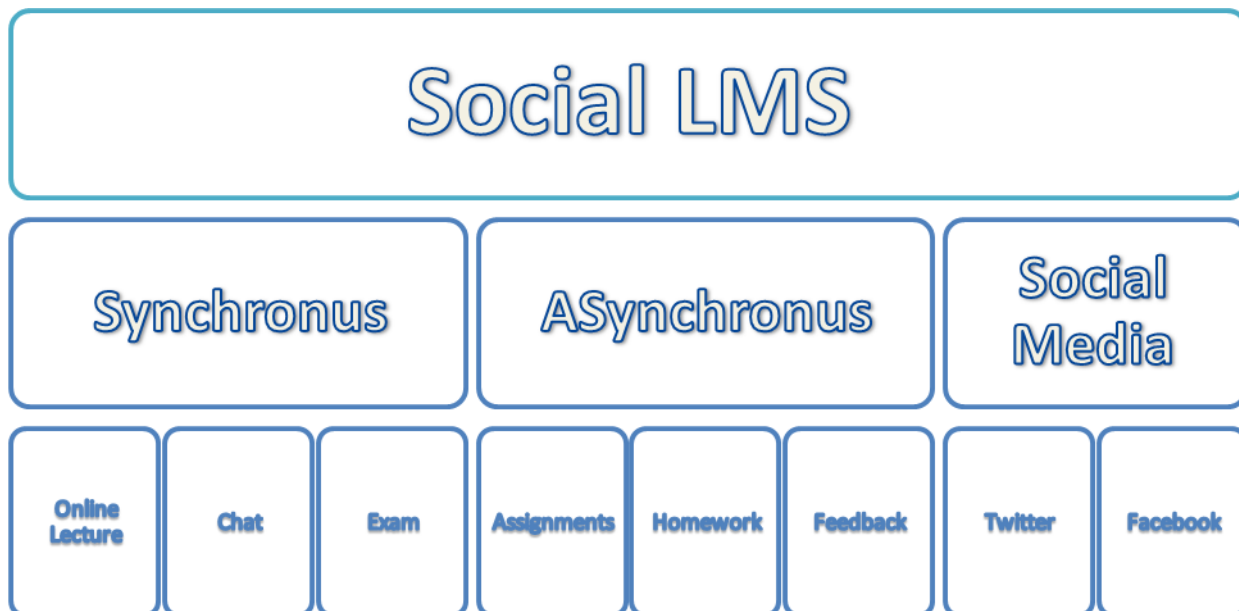 Social LMS
Synchronus
ASynchronus
Social
Media
Online
Lecture
Chat
Exam
Assignments
Homework
Feedback
Twitter
Facebook